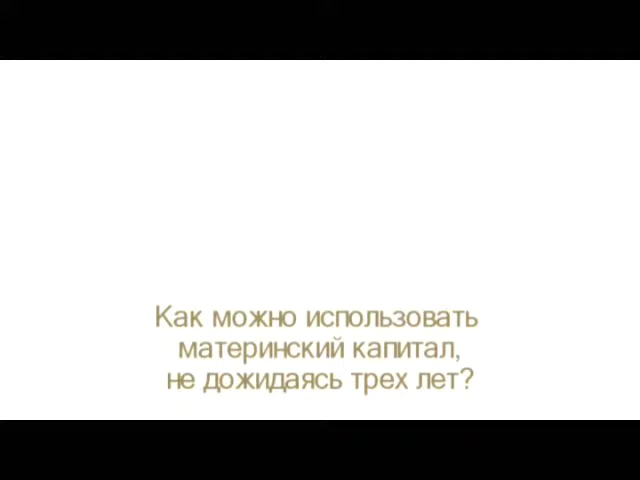 Как можно использовать
материнский капитал,
не дожидаясь трех лет?